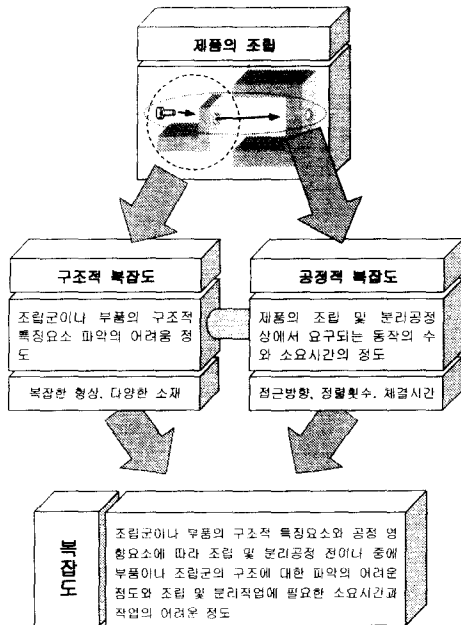 제품의 조립
구조적 복잡도
조립군이나 부품의 구조적
특징요소 파악의 어려움 정
도
복잡한 형상, 다양한 소재
공정적 복잡도
제품의 조립 및 분리공정
상에서 요구되는 동작의 수
와 소요시간의 정도
접근방향, 정렬횟수, 체결시간
복잡도
조립군이나 부품의 구조적 특징요소와 공정 영
향요소에 따라 조립 및 분리공정 전이나 중에
부품이나 조립군의 구조에 대한 파악의 어려운
정도와 조립 및 분리작업에 필요한 소요시간과
작업의 어려운 정도